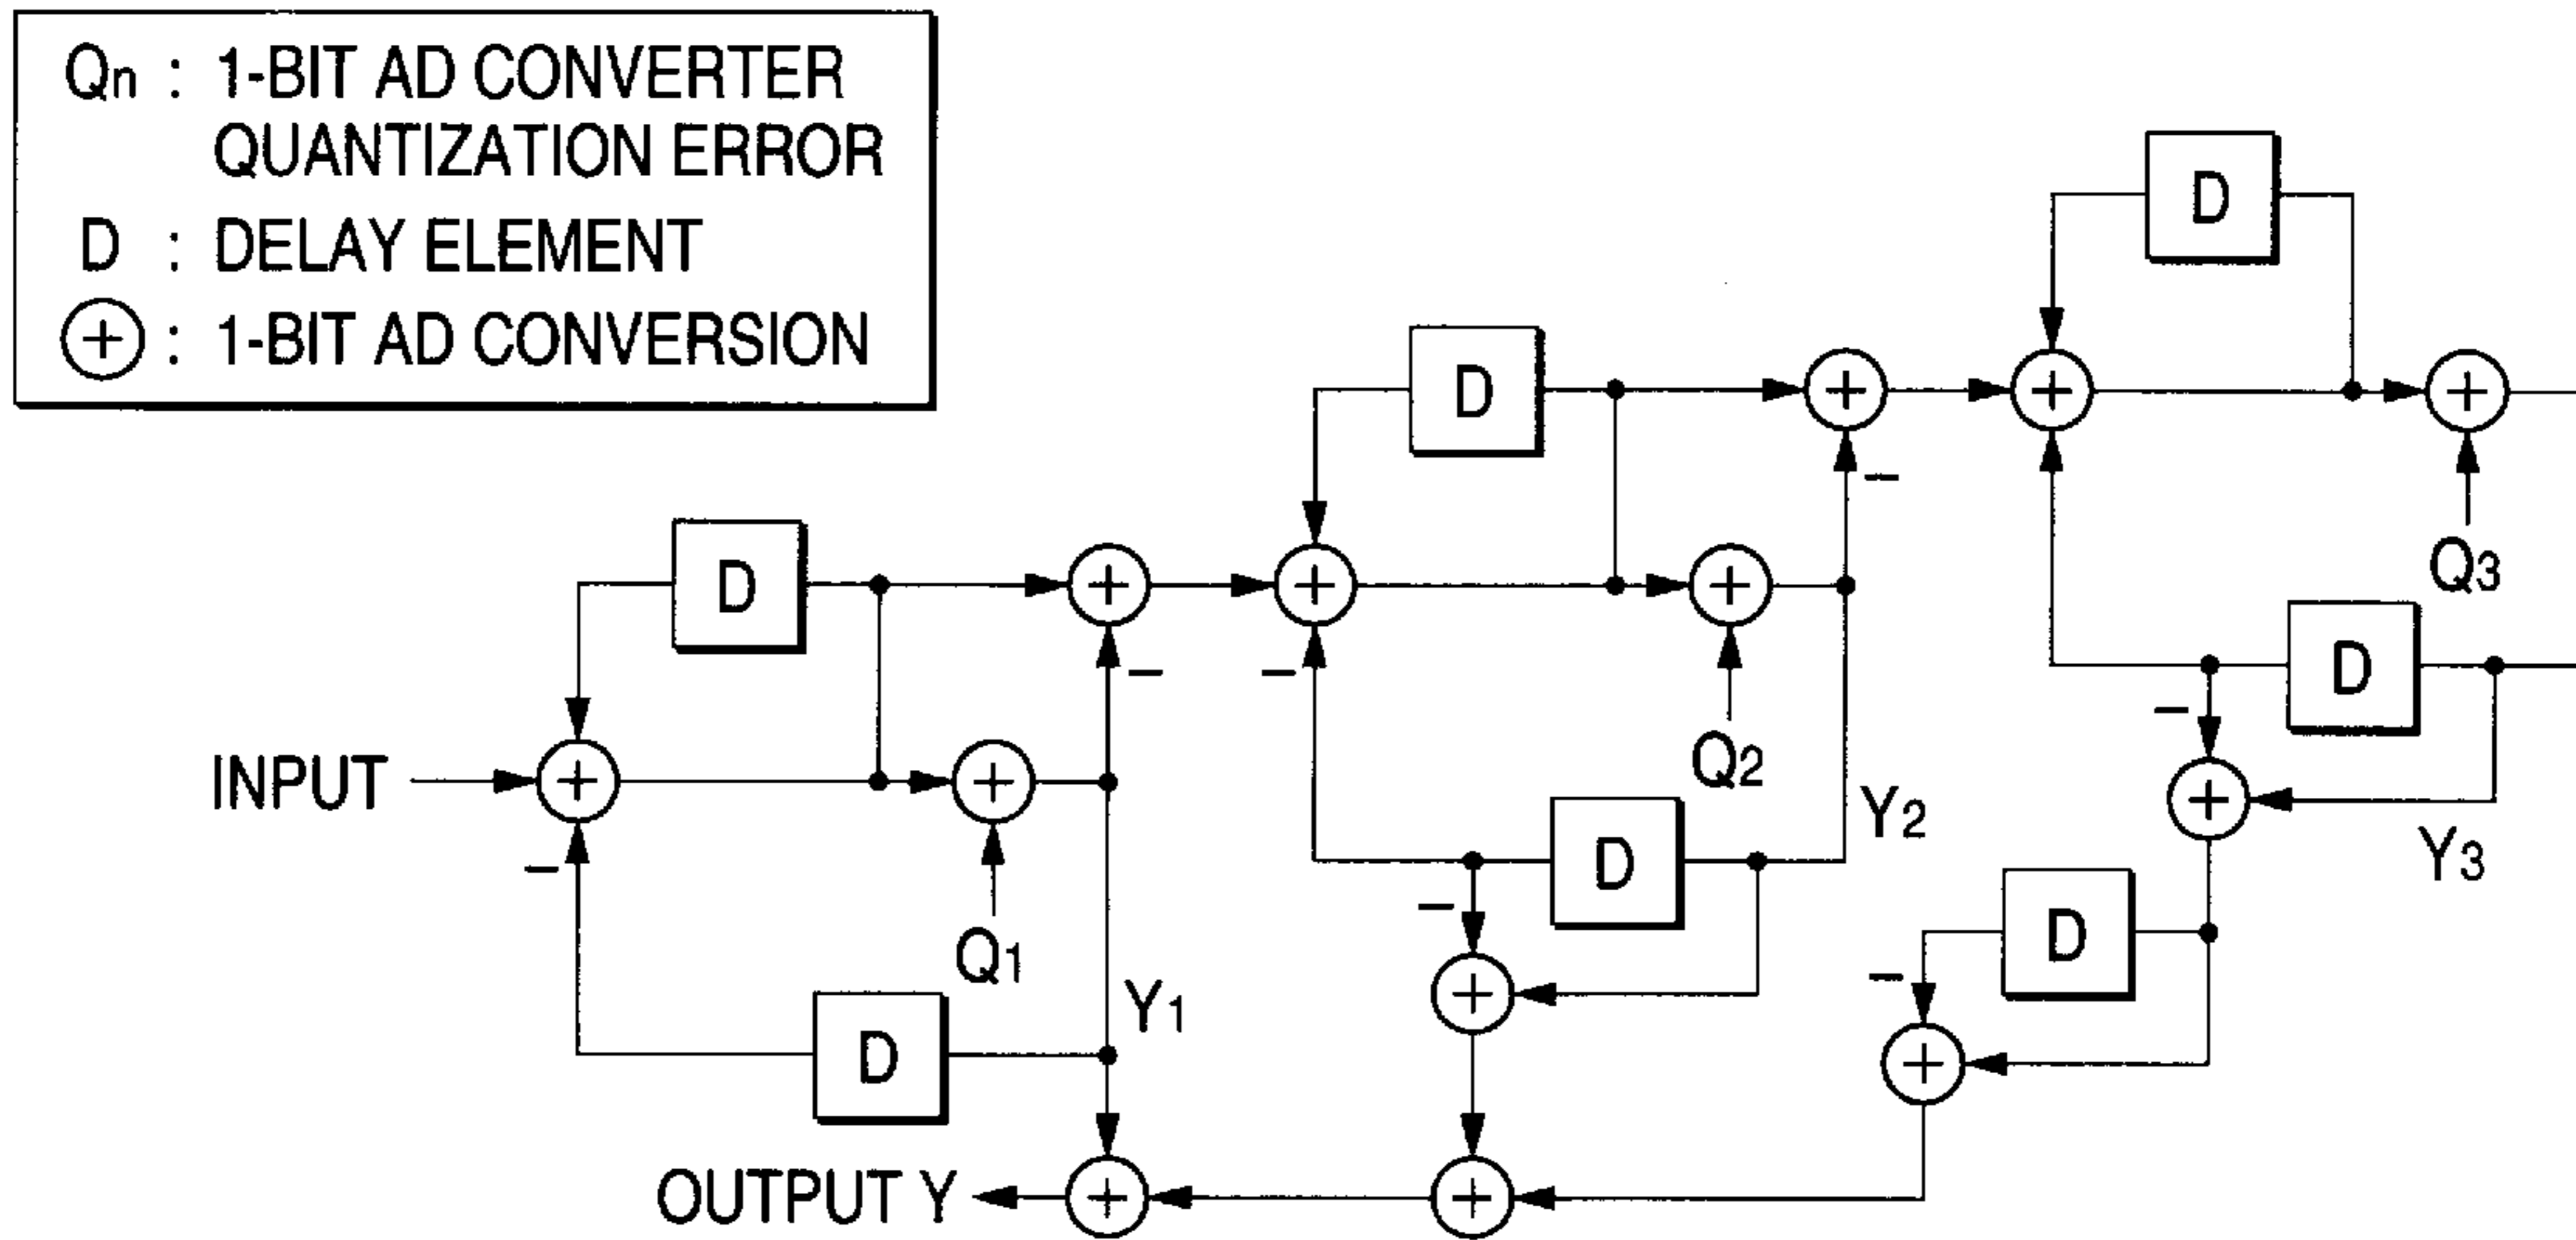 Qn : 1-BIT AD CONVERTER
QUANTIZATION ERROR
D : DELAY ELEMENT
+ : 1-BIT AD CONVERSION
D
D
+
+
+
Q3
D
+
+
+
D
-
-
Q2
D
-
+
Y2
Y3
INPUT
+
+
-
-
Q1
D
-
+
D
-
+
Y1
D
OUTPUT Y
+
+